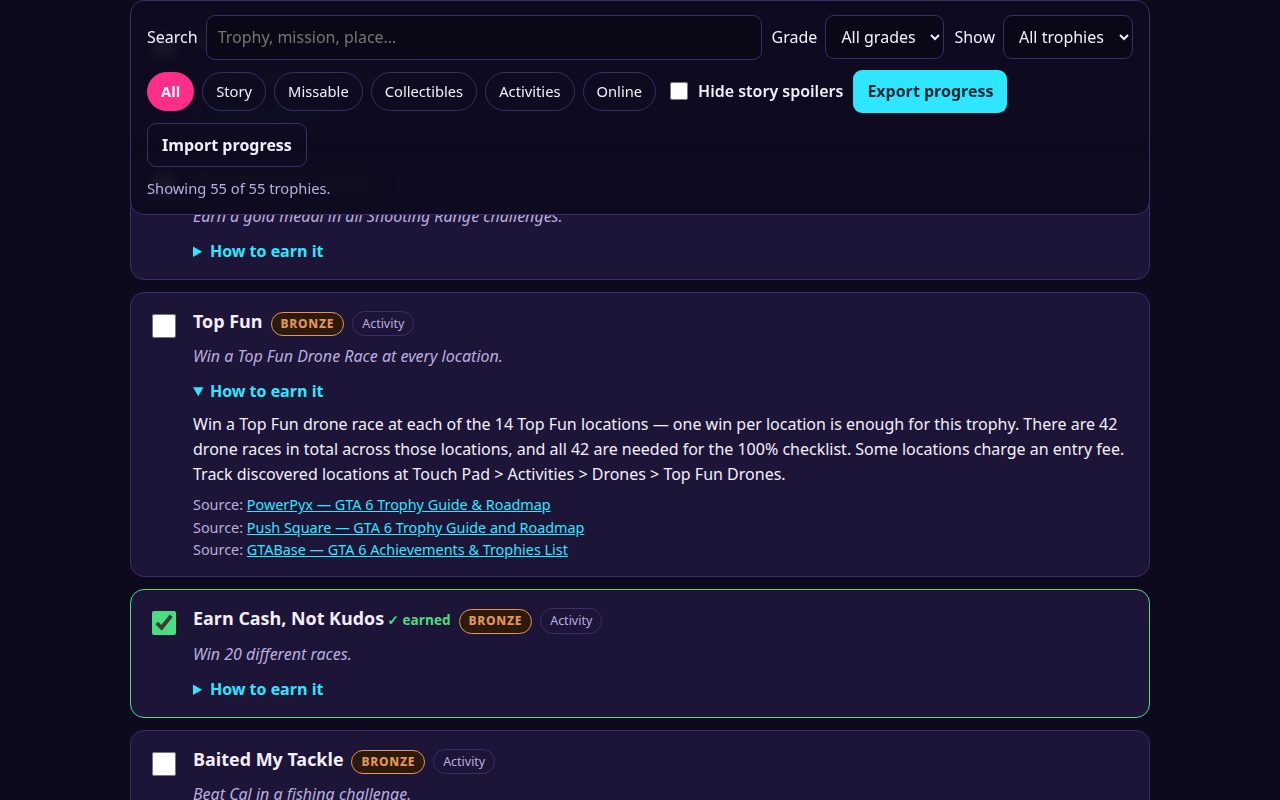 Search Trophy, mission, place... Grade All grades Show All trophies
All Story Missable Collectibles Activities Online Hide story spoilers Export progress
Import progress
Showing 55 of 55 trophies.
Earn a gold medal in all Shooting Range challenges.
How to earn it
Top Fun BRONZE Activity
Win a Top Fun Drone Race at every location.
How to earn it
Win a Top Fun drone race at each of the 14 Top Fun locations — one win per location is enough for this trophy. There are 42
drone races in total across those locations, and all 42 are needed for the 100% checklist. Some locations charge an entry fee.
Track discovered locations at Touch Pad > Activities > Drones > Top Fun Drones.
Source: PowerPyx — GTA 6 Trophy Guide & Roadmap
Source: Push Square — GTA 6 Trophy Guide and Roadmap
Source: GTABase — GTA 6 Achievements & Trophies List
Earn Cash, Not Kudos ✓ earned BRONZE Activity
Win 20 different races.
How to earn it
Baited My Tackle BRONZE Activity
Beat Cal in a fishing challenge.